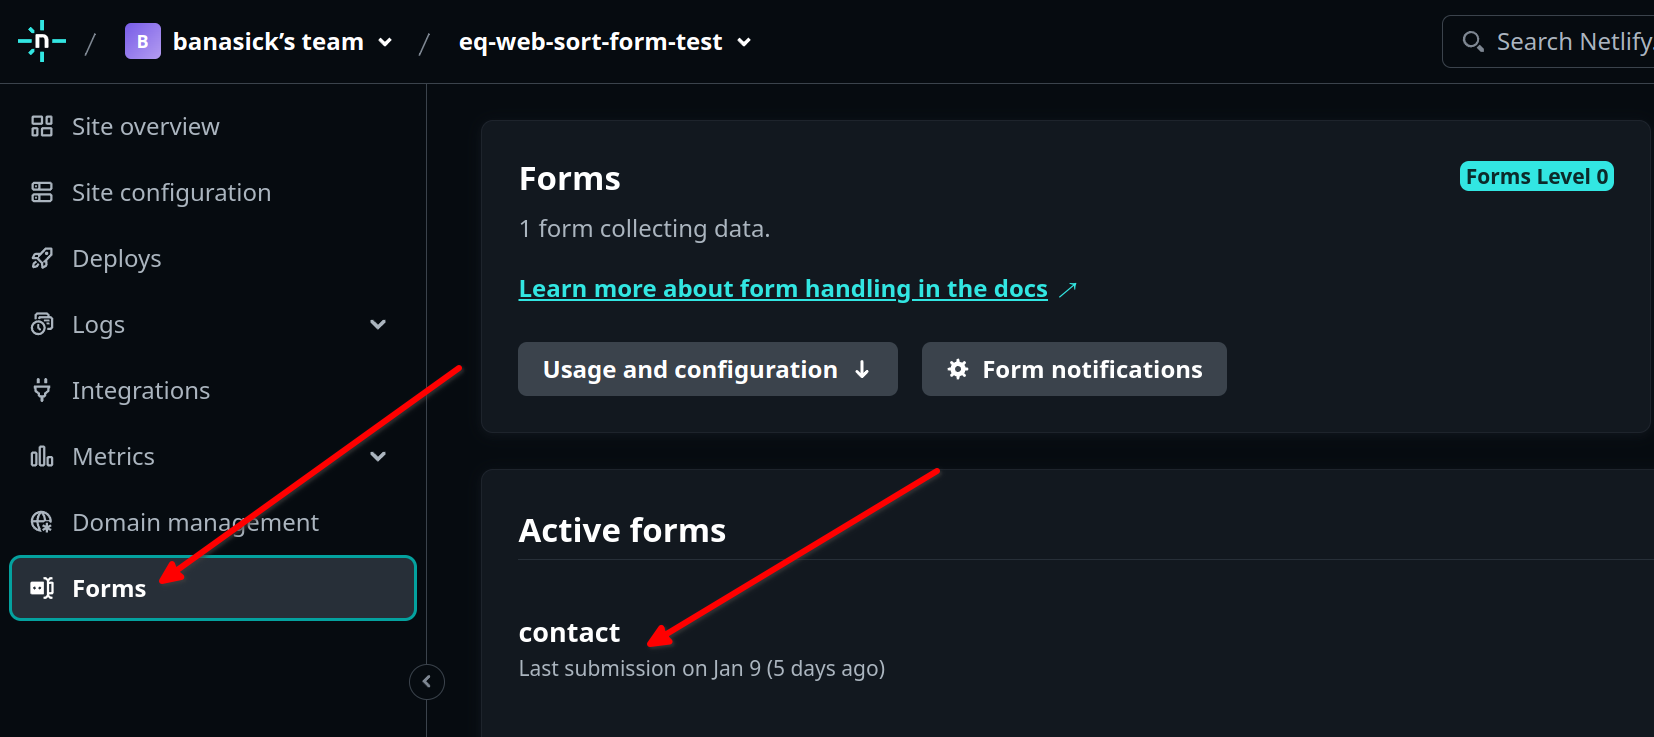 n / B banasick's team / eq-web-sort-form-test
Search Netlify
Site overview
Site configuration
Deploys
Logs
Integrations
Metrics
Domain management
Forms
Forms
Forms Level 0
1 form collecting data.
Learn more about form handling in the docs
Usage and configuration
Form notifications
Active forms
contact
Last submission on Jan 9 (5 days ago)